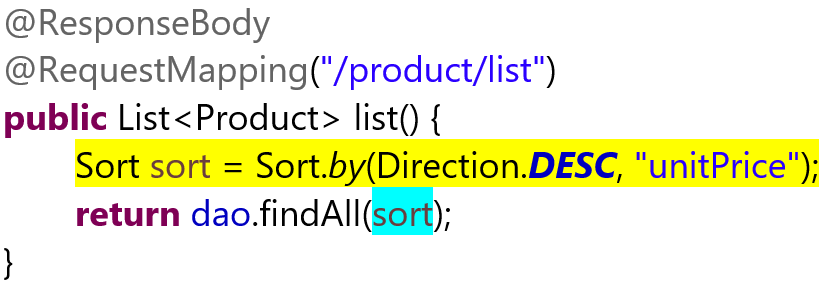 @ResponseBody
@RequestMapping("/product/list")
public List<Product> list() {
Sort sort = Sort.by(Direction.DESC, "unitPrice");
return dao.findAll(sort);
}